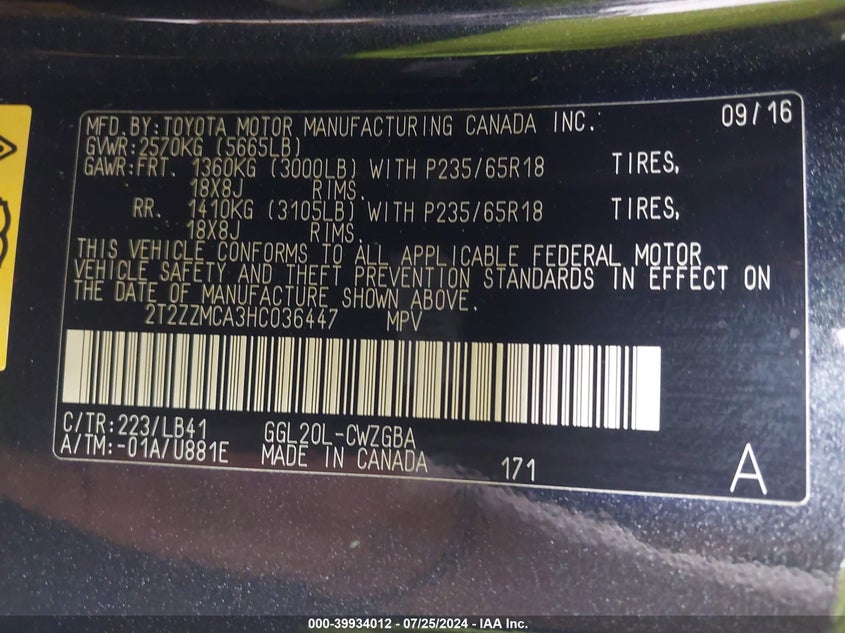 MFD.BY:TOYOTA MOTOR MANUFACTURING CANADA INC. 09/16
GVWR:2570KG (5665LB)
GAWR:FRT. 1360KG (3000LB) WITH P235/65R18 TIRES,
18X8J RIMS.
RR. 1410KG (3105LB) WITH P235/65R18 TIRES,
18X8J RIMS.
THIS VEHICLE CONFORMS TO ALL APPLICABLE FEDERAL MOTOR
VEHICLE SAFETY AND THEFT PREVENTION STANDARDS IN EFFECT ON
THE DATE OF MANUFACTURE SHOWN ABOVE.
2T2ZZMCA3HC036447 MPV
C/TR:223/LB41 GGL20L-CWZGBA
A/TM:-01A/U881E MADE IN CANADA 171 A
000-39934012 - 07/25/2024 - IAA Inc.